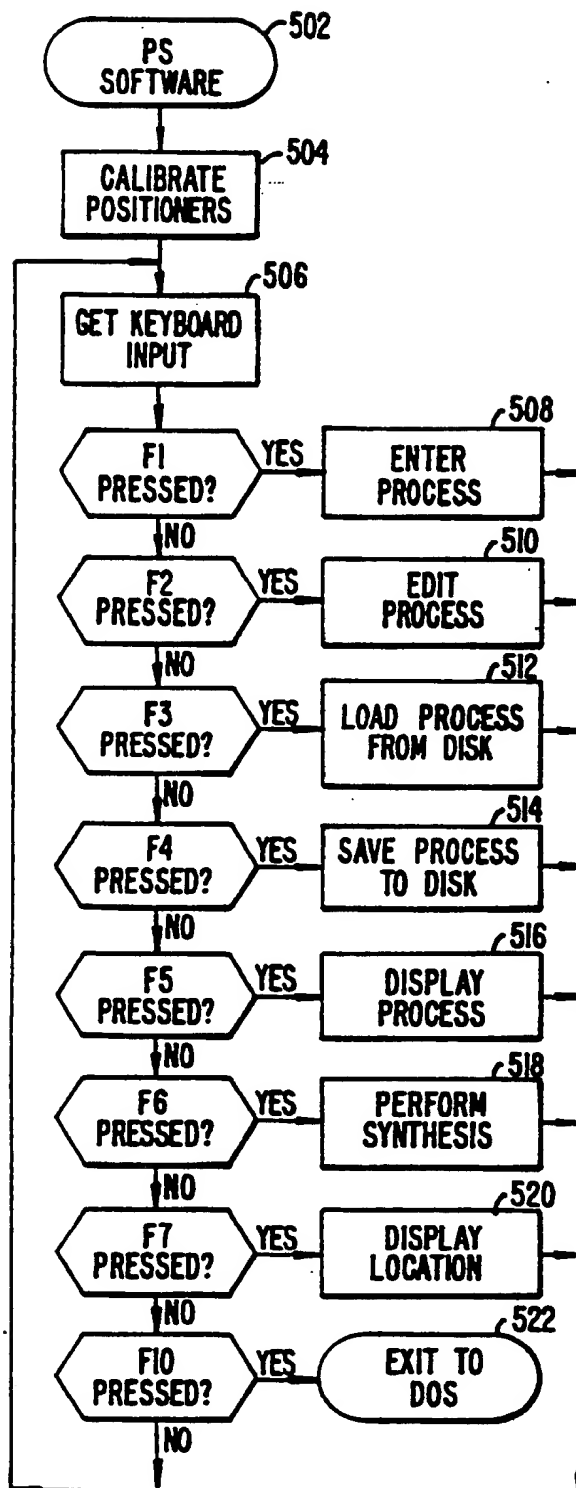 502
PS
SOFTWARE
504
CALIBRATE
POSITIONERS
506
GET KEYBOARD
INPUT
508
F1
PRESSED?
YES
ENTER
PROCESS
NO
510
F2
PRESSED?
YES
EDIT
PROCESS
NO
512
F3
PRESSED?
YES
LOAD PROCESS
FROM DISK
NO
514
F4
PRESSED?
YES
SAVE PROCESS
TO DISK
NO
516
F5
PRESSED?
YES
DISPLAY
PROCESS
NO
518
F6
PRESSED?
YES
PERFORM
SYNTHESIS
NO
520
F7
PRESSED?
YES
DISPLAY
LOCATION
NO
522
F10
PRESSED?
YES
EXIT TO
DOS
NO